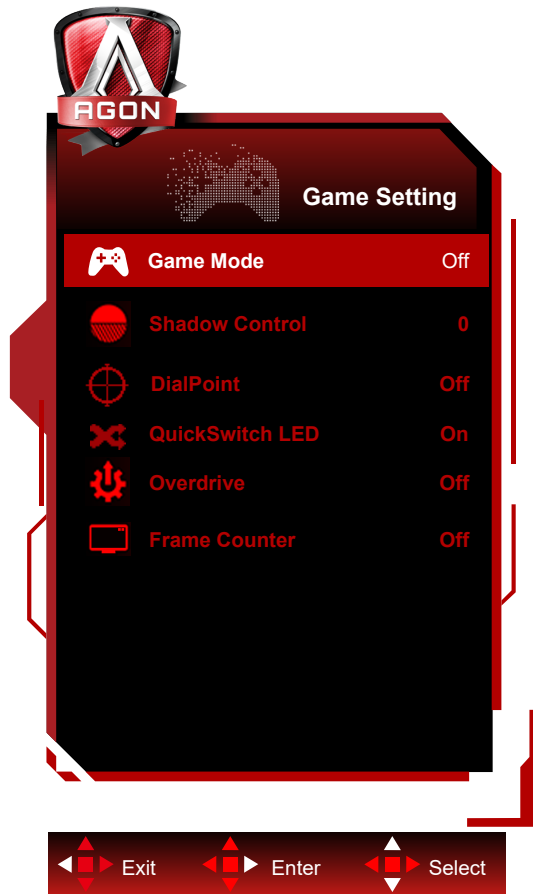 AGON
Game Setting
Game Mode Off
Shadow Control 0
DialPoint Off
QuickSwitch LED On
Overdrive Off
Frame Counter Off
Exit Enter Select